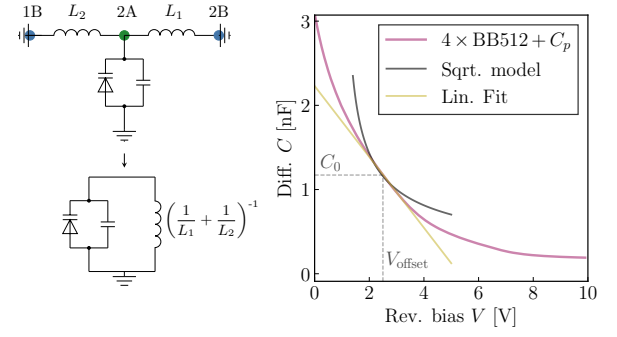 1B L₂ 2A L₁ 2B
(1/L₁ + 1/L₂)⁻¹
4 × BB512 + Cₚ
Sqrt. model
Lin. Fit
C₀
V_offset
Diff. C [nF]
3
2
1
0
0 2 4 6 8 10
Rev. bias V [V]